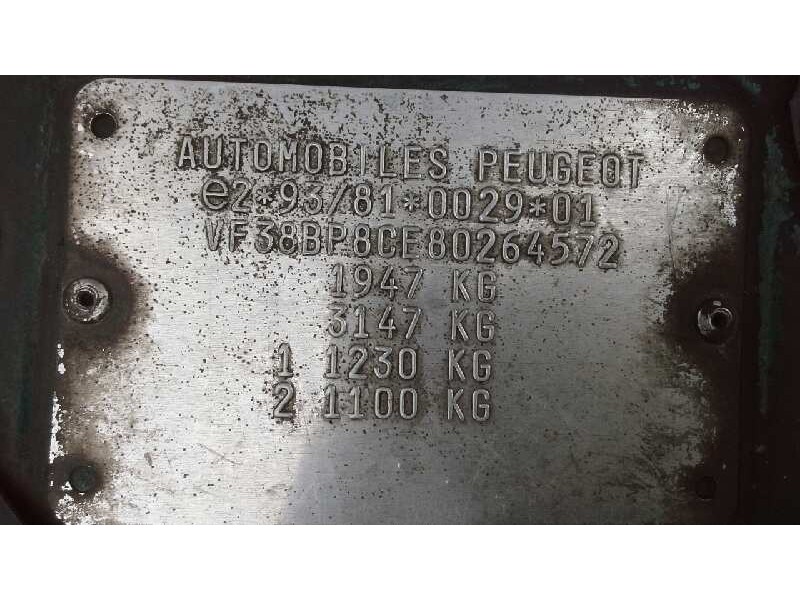 AUTOMOBILES PEUGEOT
e2*93/81*0029*01
VF38BP8CE80264572
1947 KG
3147 KG
1 1230 KG
2 1100 KG